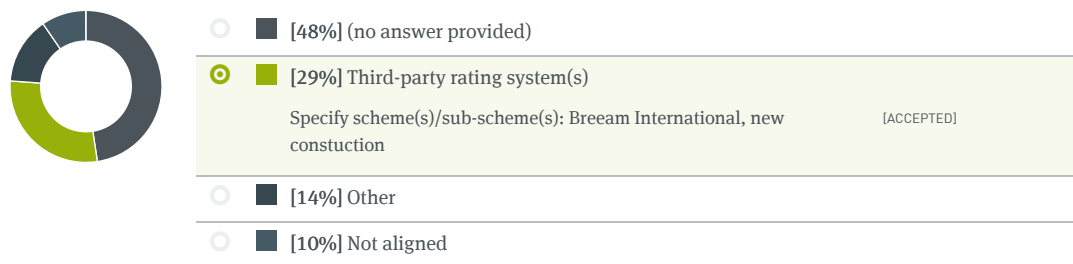 [48%] (no answer provided)
[29%] Third-party rating system(s)
Specify scheme(s)/sub-scheme(s): Breeam International, new [ACCEPTED]
constuction
[14%] Other
[10%] Not aligned